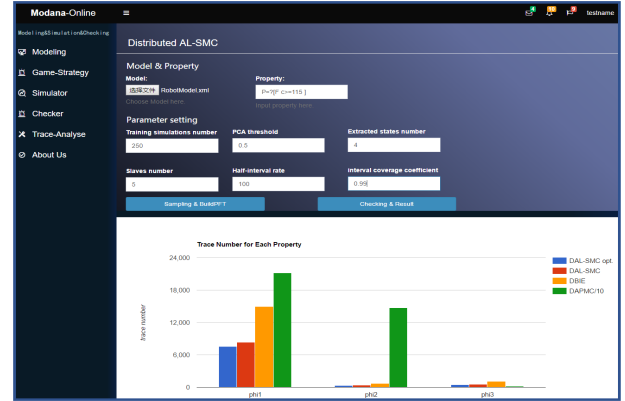 Modana-Online
4
10
9
testname
Modeling&Simulation&Checking
Modeling
Game-Strategy
Simulator
Checker
Trace-Analyse
About Us
Distributed AL-SMC
Model & Property
Model:
Property:
选择文件 RobotModel.xml
P=?[F c>=115 ]
Choose Model here
Input property here
Parameter setting
Training simulations number
PCA threshold
Extracted states number
250
0.5
4
Slaves number
Half-interval rate
Interval coverage coefficient
5
100
0.99
Sampling & BuildPFT
Checking & Result
Trace Number for Each Property
trace number
24,000
18,000
12,000
6,000
0
phi1
phi2
phi3
DAL-SMC opt.
DAL-SMC
DBIE
DAPMC/10